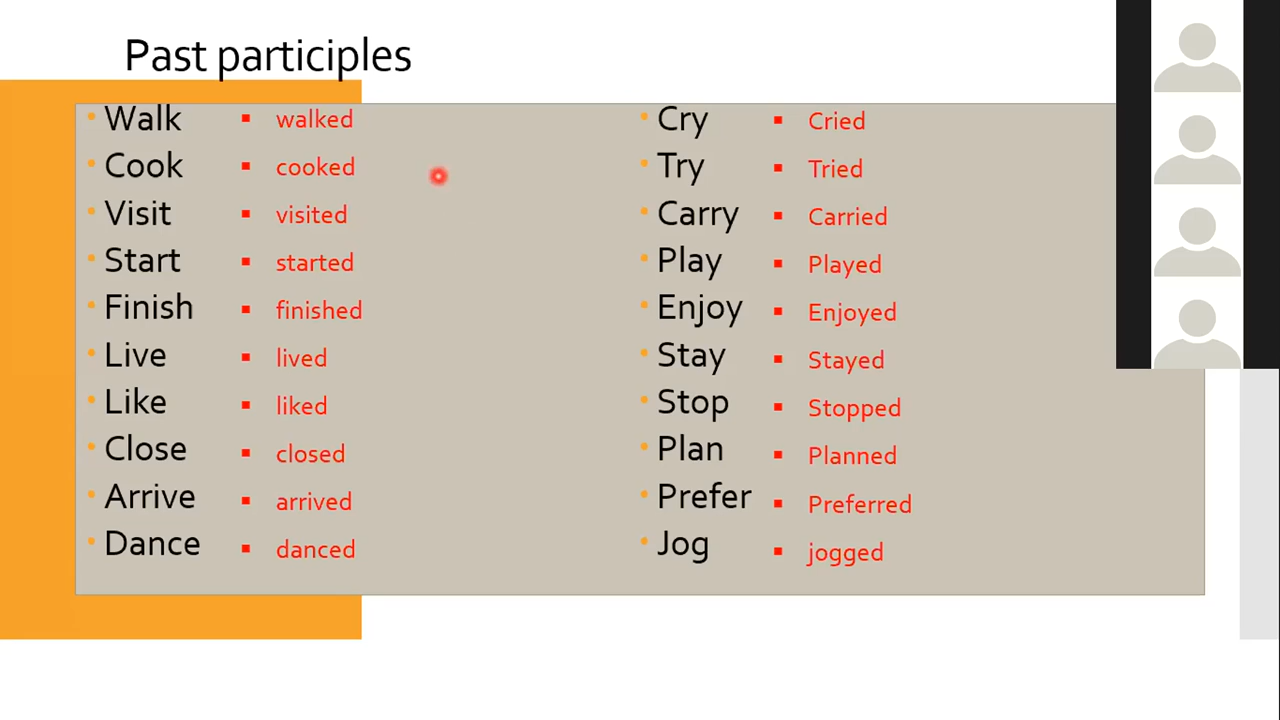 Past participles
Walk walked
Cook cooked
Visit visited
Start started
Finish finished
Live lived
Like liked
Close closed
Arrive arrived
Dance danced
Cry Cried
Try Tried
Carry Carried
Play Played
Enjoy Enjoyed
Stay Stayed
Stop Stopped
Plan Planned
Prefer Preferred
Jog jogged